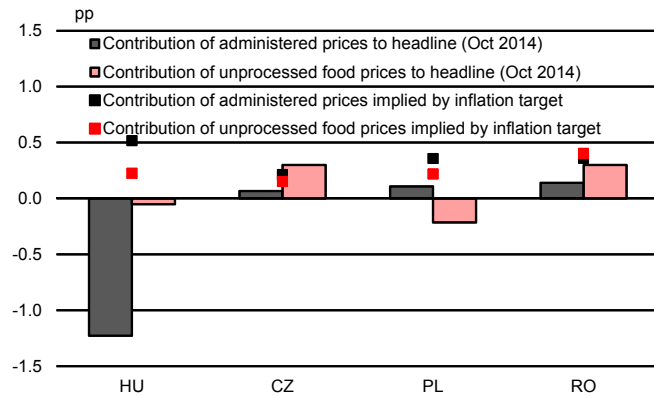 pp
1.5
Contribution of administered prices to headline (Oct 2014)
1.0
Contribution of unprocessed food prices to headline (Oct 2014)
Contribution of administered prices implied by inflation target
0.5
Contribution of unprocessed food prices implied by inflation target
0.0
-0.5
-1.0
-1.5
HU CZ PL RO